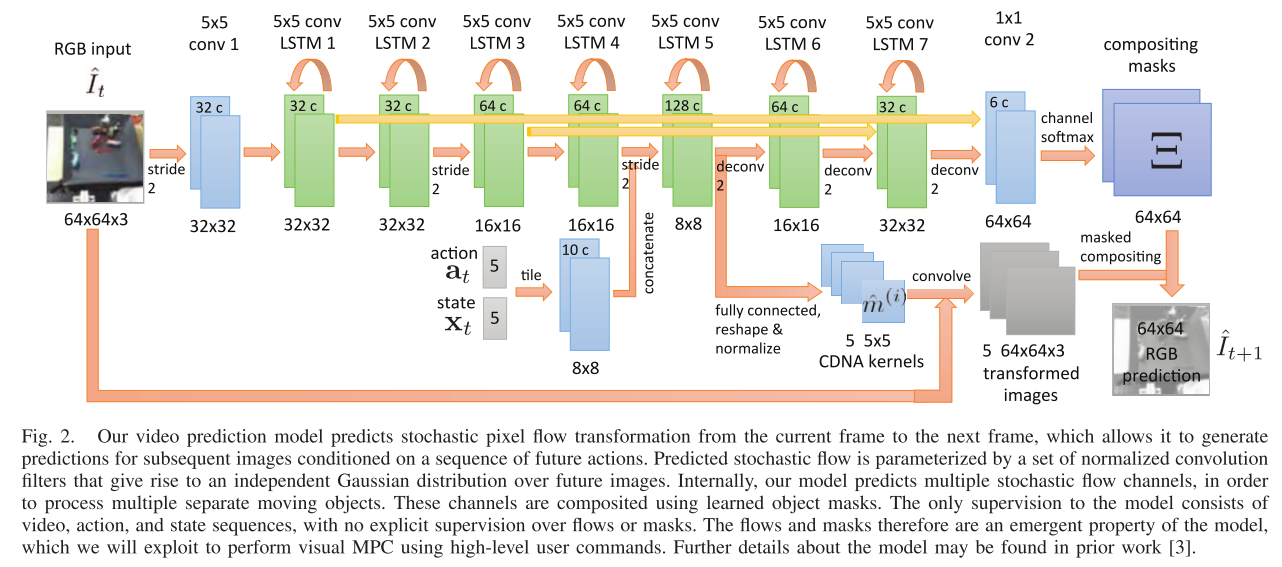 RGB input
Î_t
64x64x3
stride 2
5x5 conv 1
32 c
32x32
5x5 conv LSTM 1
32 c
32x32
5x5 conv LSTM 2
32 c
32x32
stride 2
5x5 conv LSTM 3
64 c
16x16
5x5 conv LSTM 4
64 c
16x16
stride 2
5x5 conv LSTM 5
128 c
8x8
deconv 2
5x5 conv LSTM 6
64 c
16x16
deconv 2
5x5 conv LSTM 7
32 c
32x32
deconv 2
1x1 conv 2
6 c
64x64
channel softmax
compositing masks
Ξ
64x64
action
a_t
5
state
x_t
5
tile
10 c
8x8
concatenate
fully connected,
reshape &
normalize
m̂^(i)
5 5x5
CDNA kernels
convolve
5 64x64x3
transformed
images
masked
compositing
64x64
RGB
prediction
Î_{t+1}
Fig. 2. Our video prediction model predicts stochastic pixel flow transformation from the current frame to the next frame, which allows it to generate
predictions for subsequent images conditioned on a sequence of future actions. Predicted stochastic flow is parameterized by a set of normalized convolution
filters that give rise to an independent Gaussian distribution over future images. Internally, our model predicts multiple stochastic flow channels, in order
to process multiple separate moving objects. These channels are composited using learned object masks. The only supervision to the model consists of
video, action, and state sequences, with no explicit supervision over flows or masks. The flows and masks therefore are an emergent property of the model,
which we will exploit to perform visual MPC using high-level user commands. Further details about the model may be found in prior work [3].